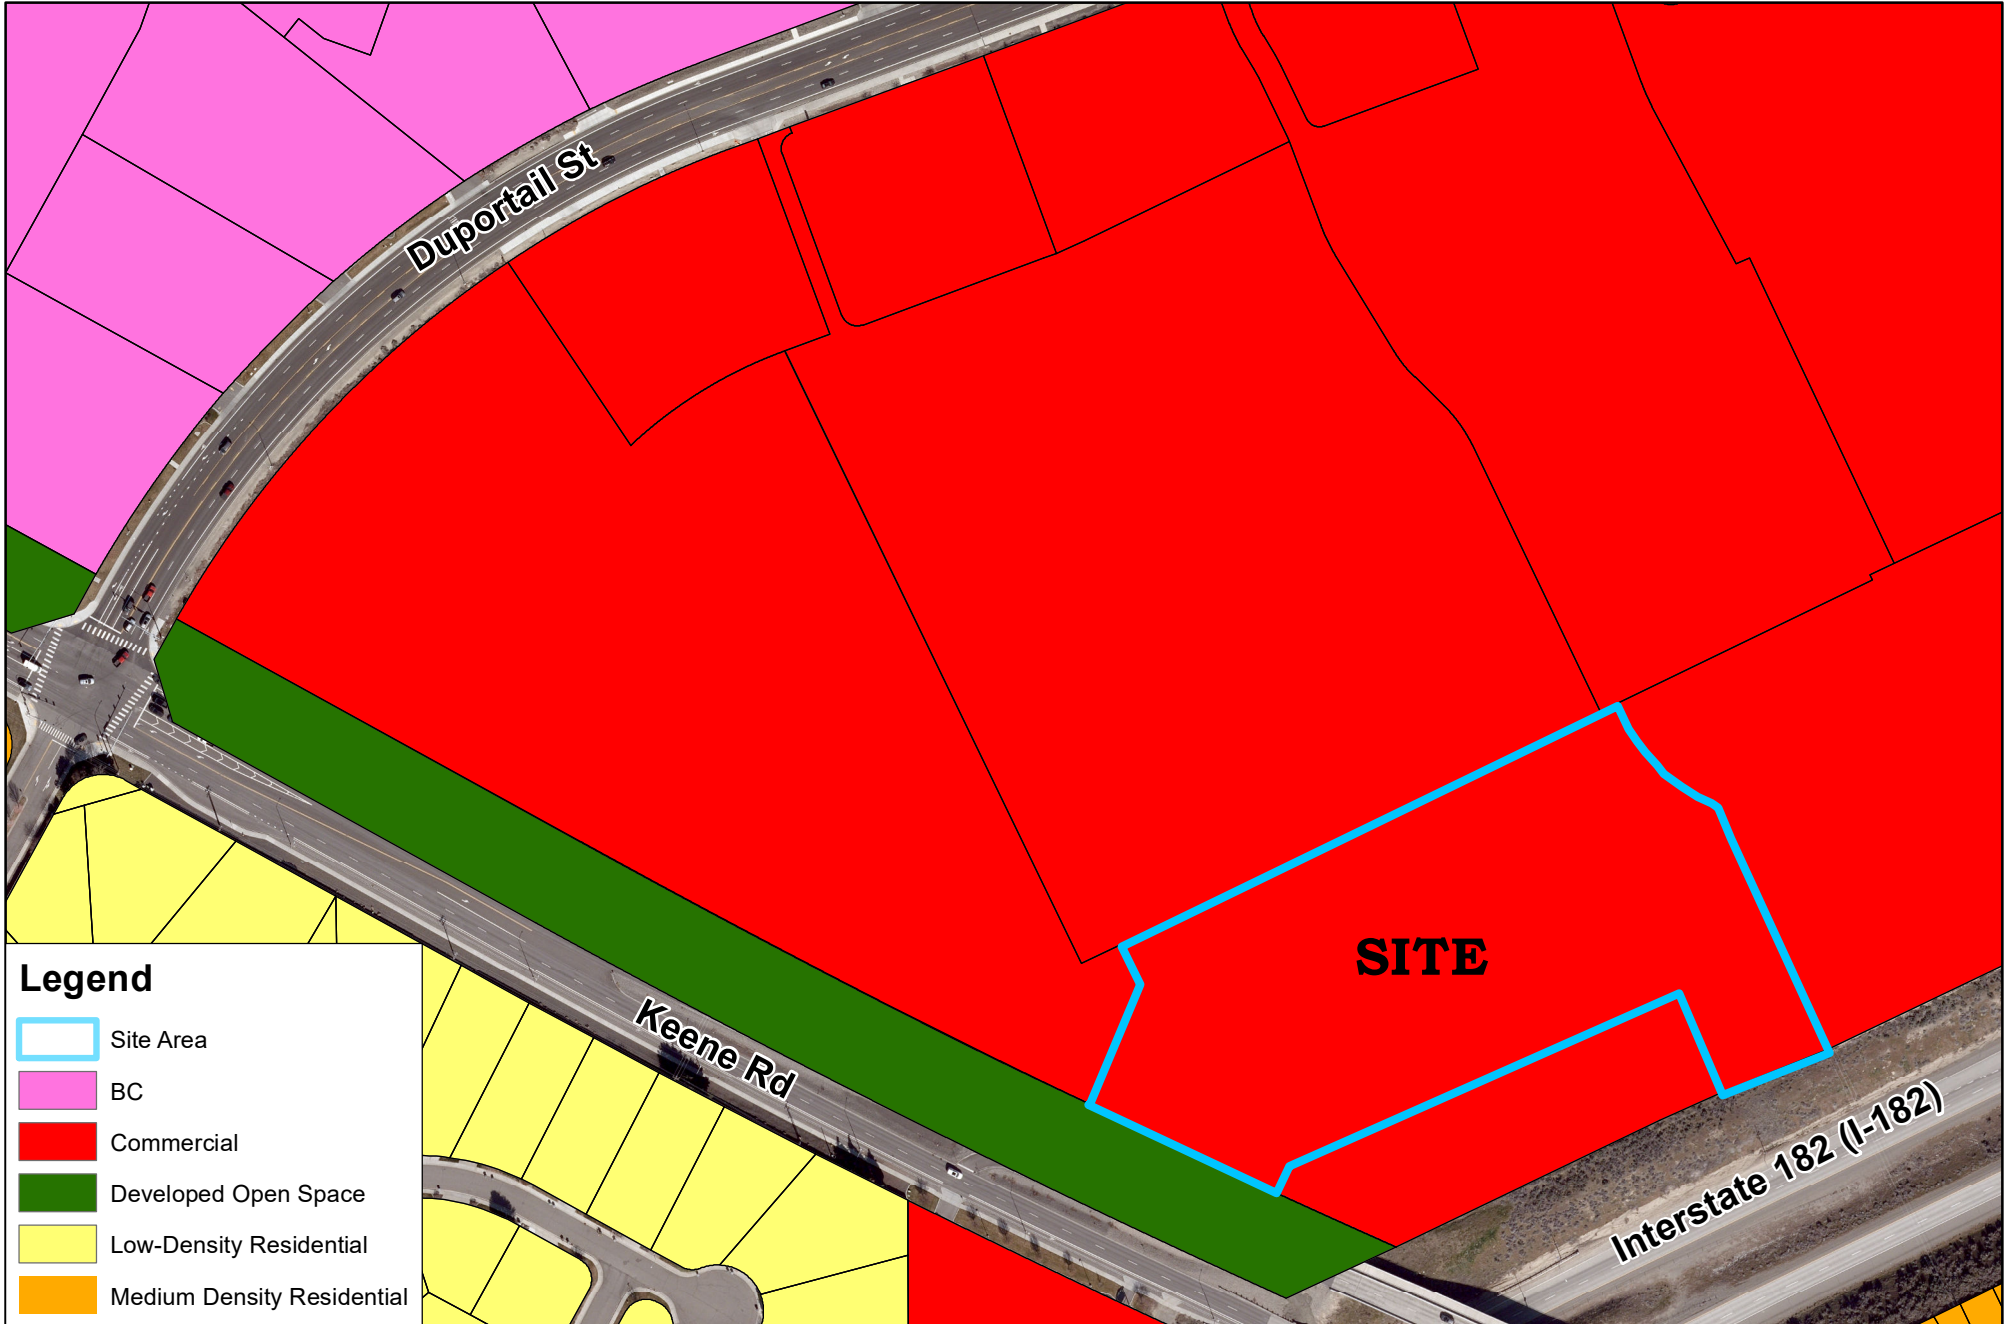 Duportail St
SITE
Keene Rd
Interstate 182 (I-182)
Legend
Site Area
BC
Commercial
Developed Open Space
Low-Density Residential
Medium Density Residential